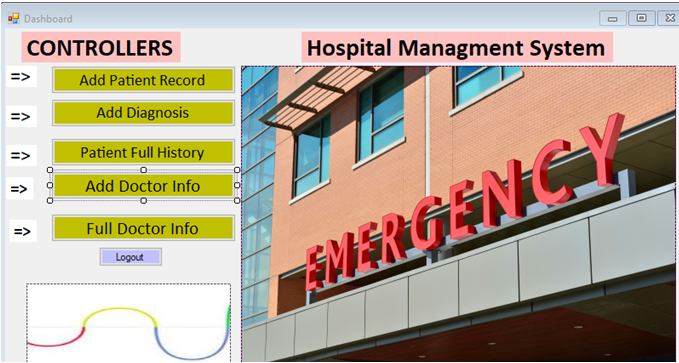 Dashboard
CONTROLLERS
Hospital Managment System
=> Add Patient Record
=> Add Diagnosis
=> Patient Full History
=> Add Doctor Info
=> Full Doctor Info
Logout
EMERGENCY